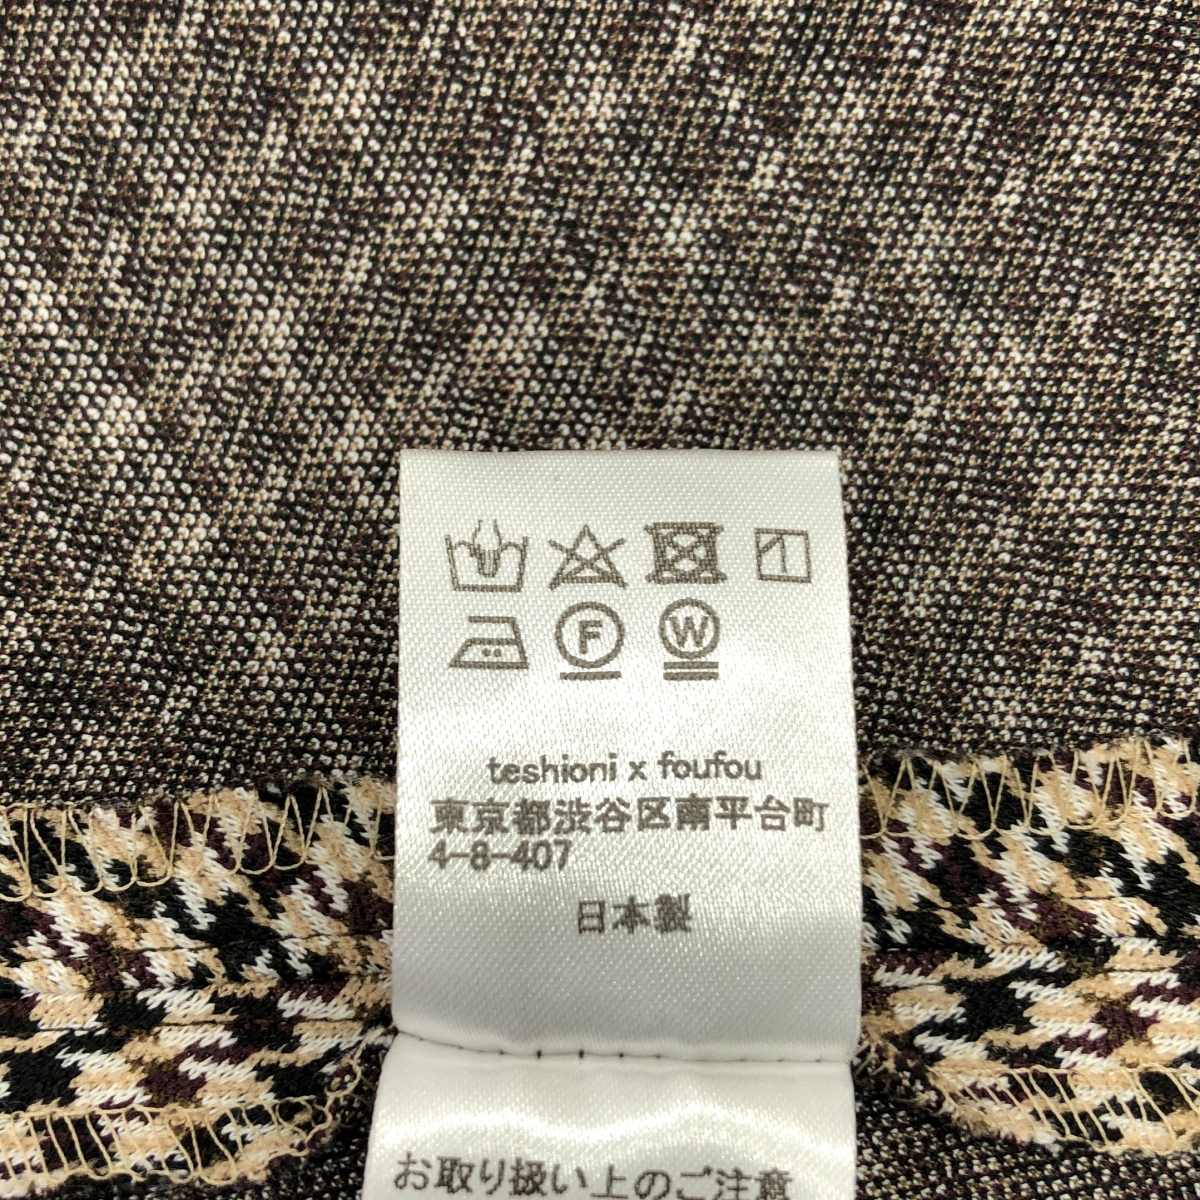 F W
teshioni x foufou
東京都渋谷区南平台町
4-8-407
日本製
お取り扱い上のご注意